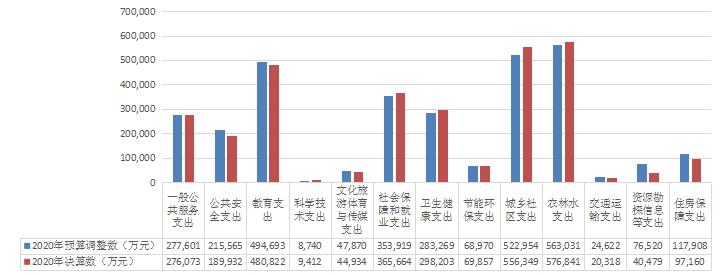 700,000
600,000
500,000
400,000
300,000
200,000
100,000
0
一般公共服务支出 公共安全支出 教育支出 科学技术支出 文化旅游体育与传媒支出 社会保障和就业支出 卫生健康支出 节能环保支出 城乡社区支出 农林水支出 交通运输支出 资源勘探信息等支出 住房保障支出
2020年预算调整数（万元） 277,601 215,565 494,693 8,740 47,870 353,919 283,269 68,970 522,954 563,031 24,622 76,520 117,908
2020年决算数（万元） 276,073 189,932 480,822 9,412 44,934 365,664 298,203 69,857 556,349 576,841 20,318 40,479 97,160